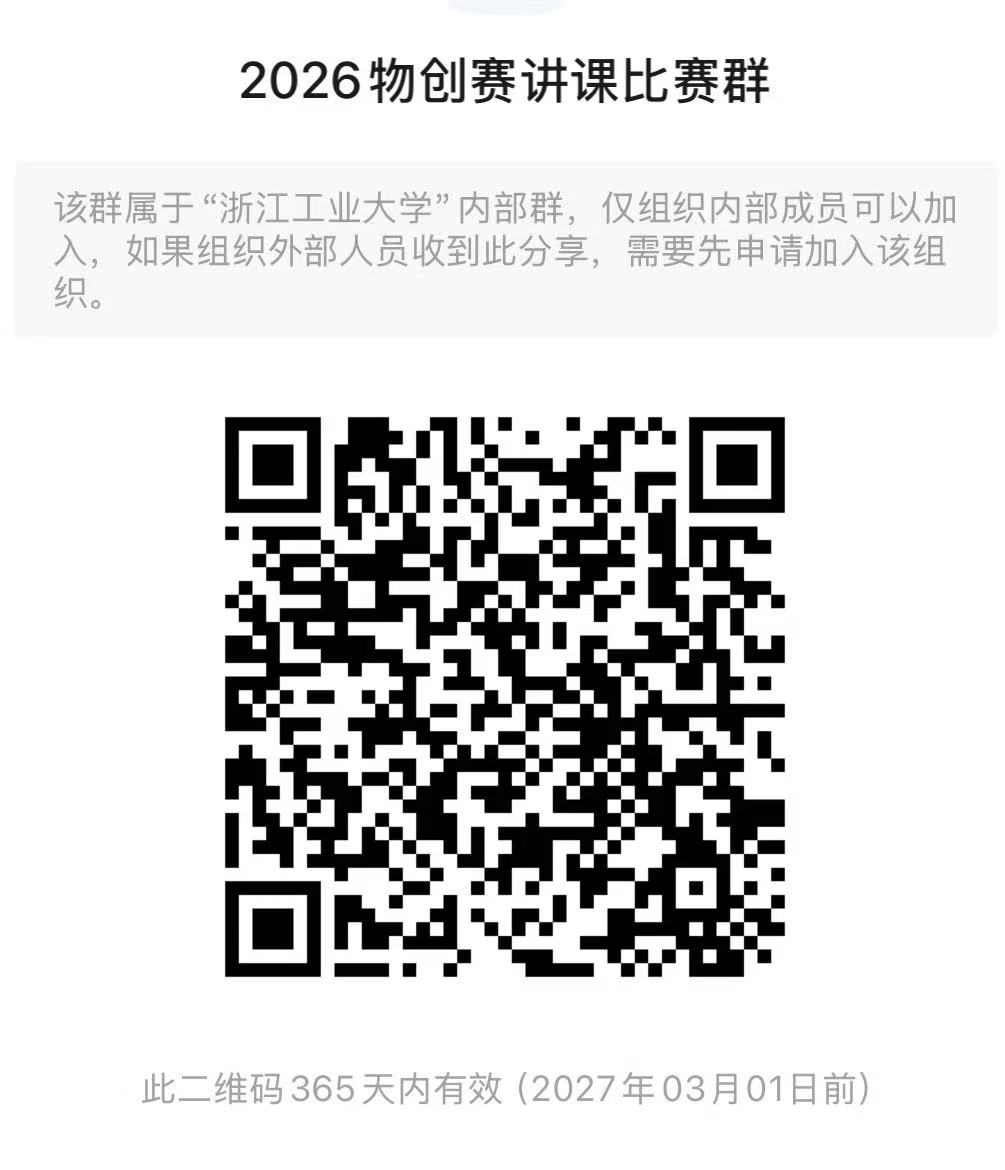 2026物创赛讲课比赛群
该群属于“浙江工业大学”内部群，仅组织内部成员可以加
入，如果组织外部人员收到此分享，需要先申请加入该组
织。
此二维码365天内有效（2027年03月01日前）